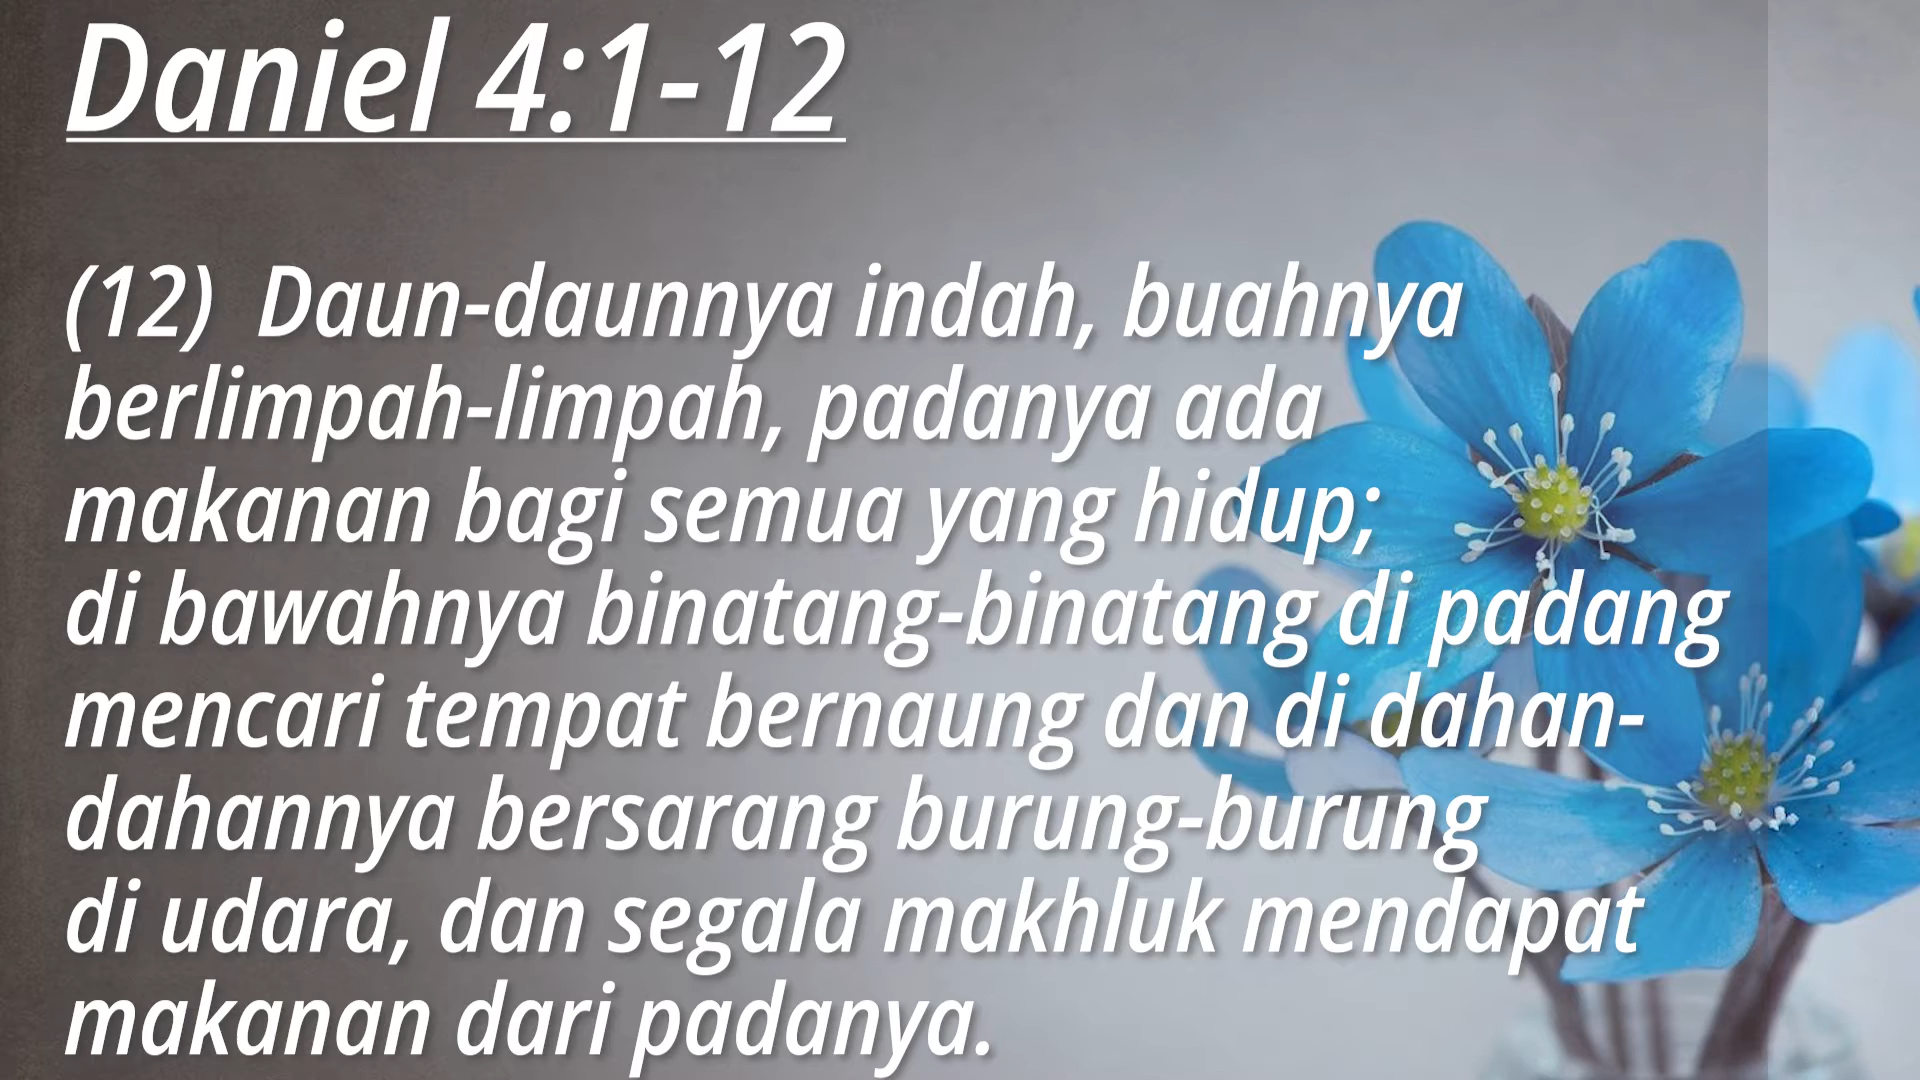 Daniel 4:1-12
(12)  Daun-daunnya indah, buahnya
berlimpah-limpah, padanya ada
makanan bagi semua yang hidup;
di bawahnya binatang-binatang di padang
mencari tempat bernaung dan di dahan-
dahannya bersarang burung-burung
di udara, dan segala makhluk mendapat
makanan dari padanya.